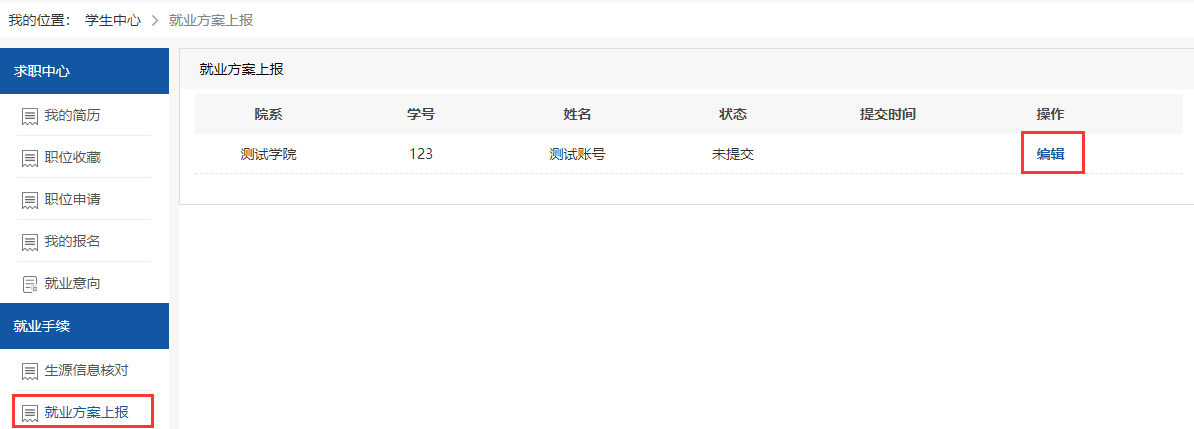 我的位置： 学生中心 > 就业方案上报
求职中心
我的简历
职位收藏
职位申请
我的报名
就业意向
就业手续
生源信息核对
就业方案上报
就业方案上报
院系 学号 姓名 状态 提交时间 操作
测试学院 123 测试账号 未提交 编辑